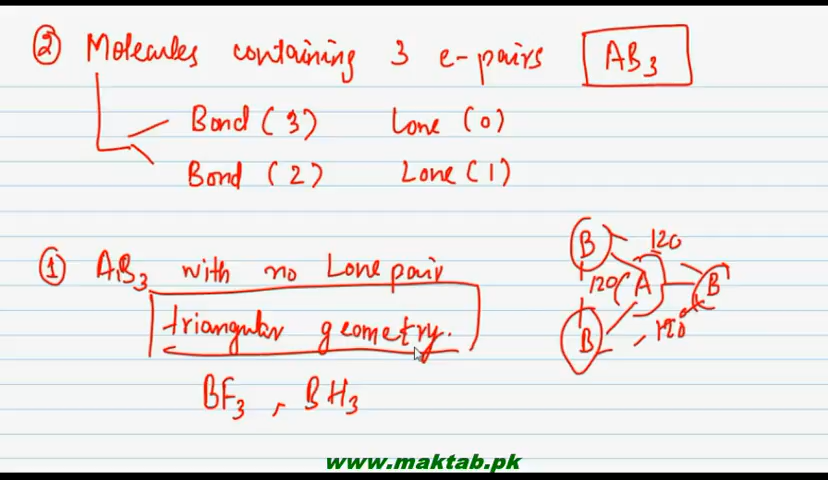 ② Molecules containing 3 e-pairs AB₃
Bond (3) Lone (0)
Bond (2) Lone (1)
① AB₃ with no Lone pair
triangular geometry.
BF₃, BH₃
B 120
120 A B
B 120
www.maktab.pk